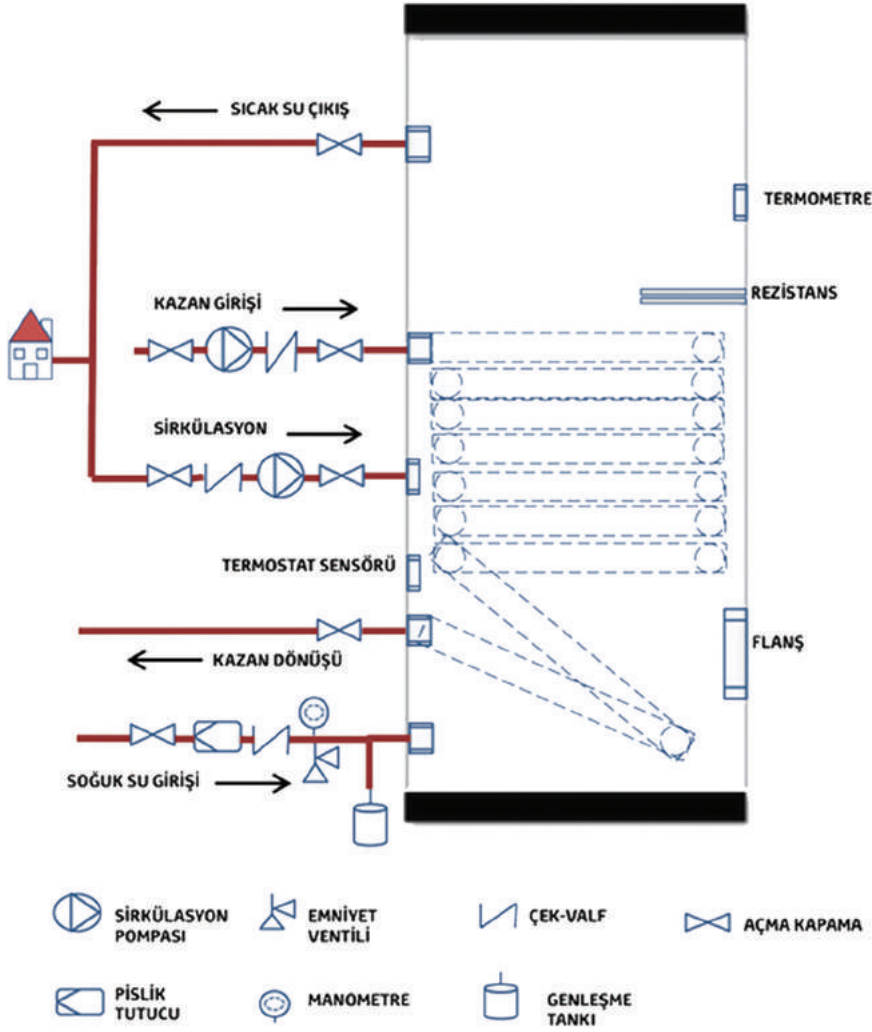 SICAK SU ÇIKIŞ
TERMOMETRE
REZİSTANS
KAZAN GİRİŞİ
SİRKÜLASYON
TERMOSTAT SENSÖRÜ
FLANŞ
KAZAN DÖNÜŞÜ
SOĞUK SU GİRİŞİ
SİRKÜLASYON
POMPASI
EMNİYET
VENTİLİ
ÇEK-VALF
AÇMA KAPAMA
PİSLİK
TUTUCU
MANOMETRE
GENLEŞME
TANKI